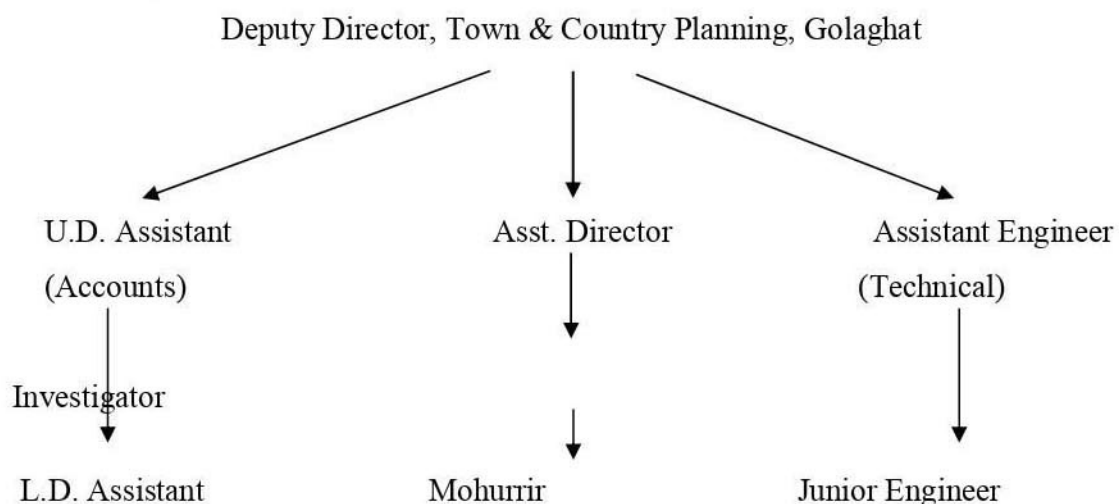 Deputy Director, Town & Country Planning, Golaghat
U.D. Assistant Asst. Director Assistant Engineer
(Accounts) (Technical)
Investigator
L.D. Assistant Mohurrir Junior Engineer